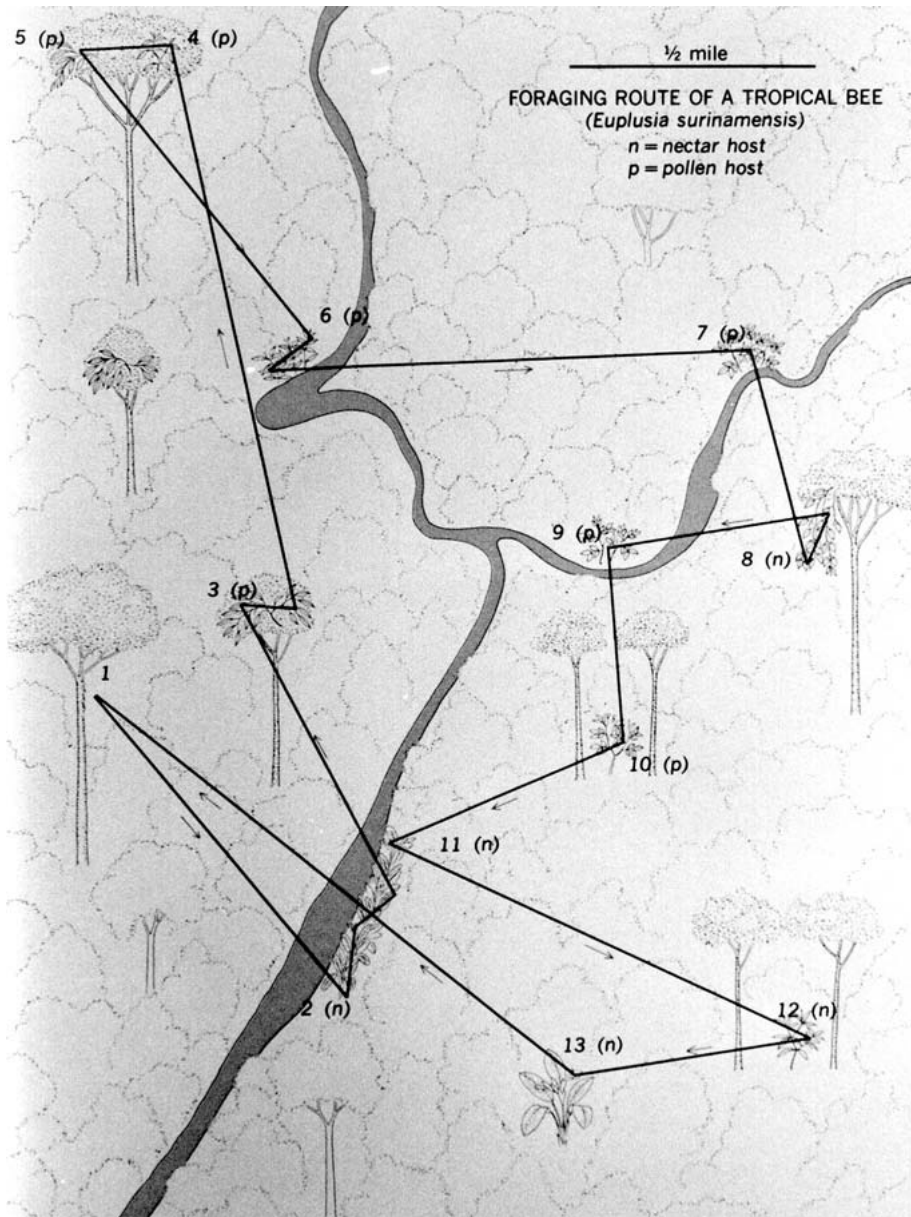 5 (p)
4 (p)
½ mile
FORAGING ROUTE OF A TROPICAL BEE
(Euplusia surinamensis)
n = nectar host
p = pollen host
6 (p)
7 (p)
9 (p)
8 (n)
3 (p)
1
10 (p)
11 (n)
2 (n)
12 (n)
13 (n)